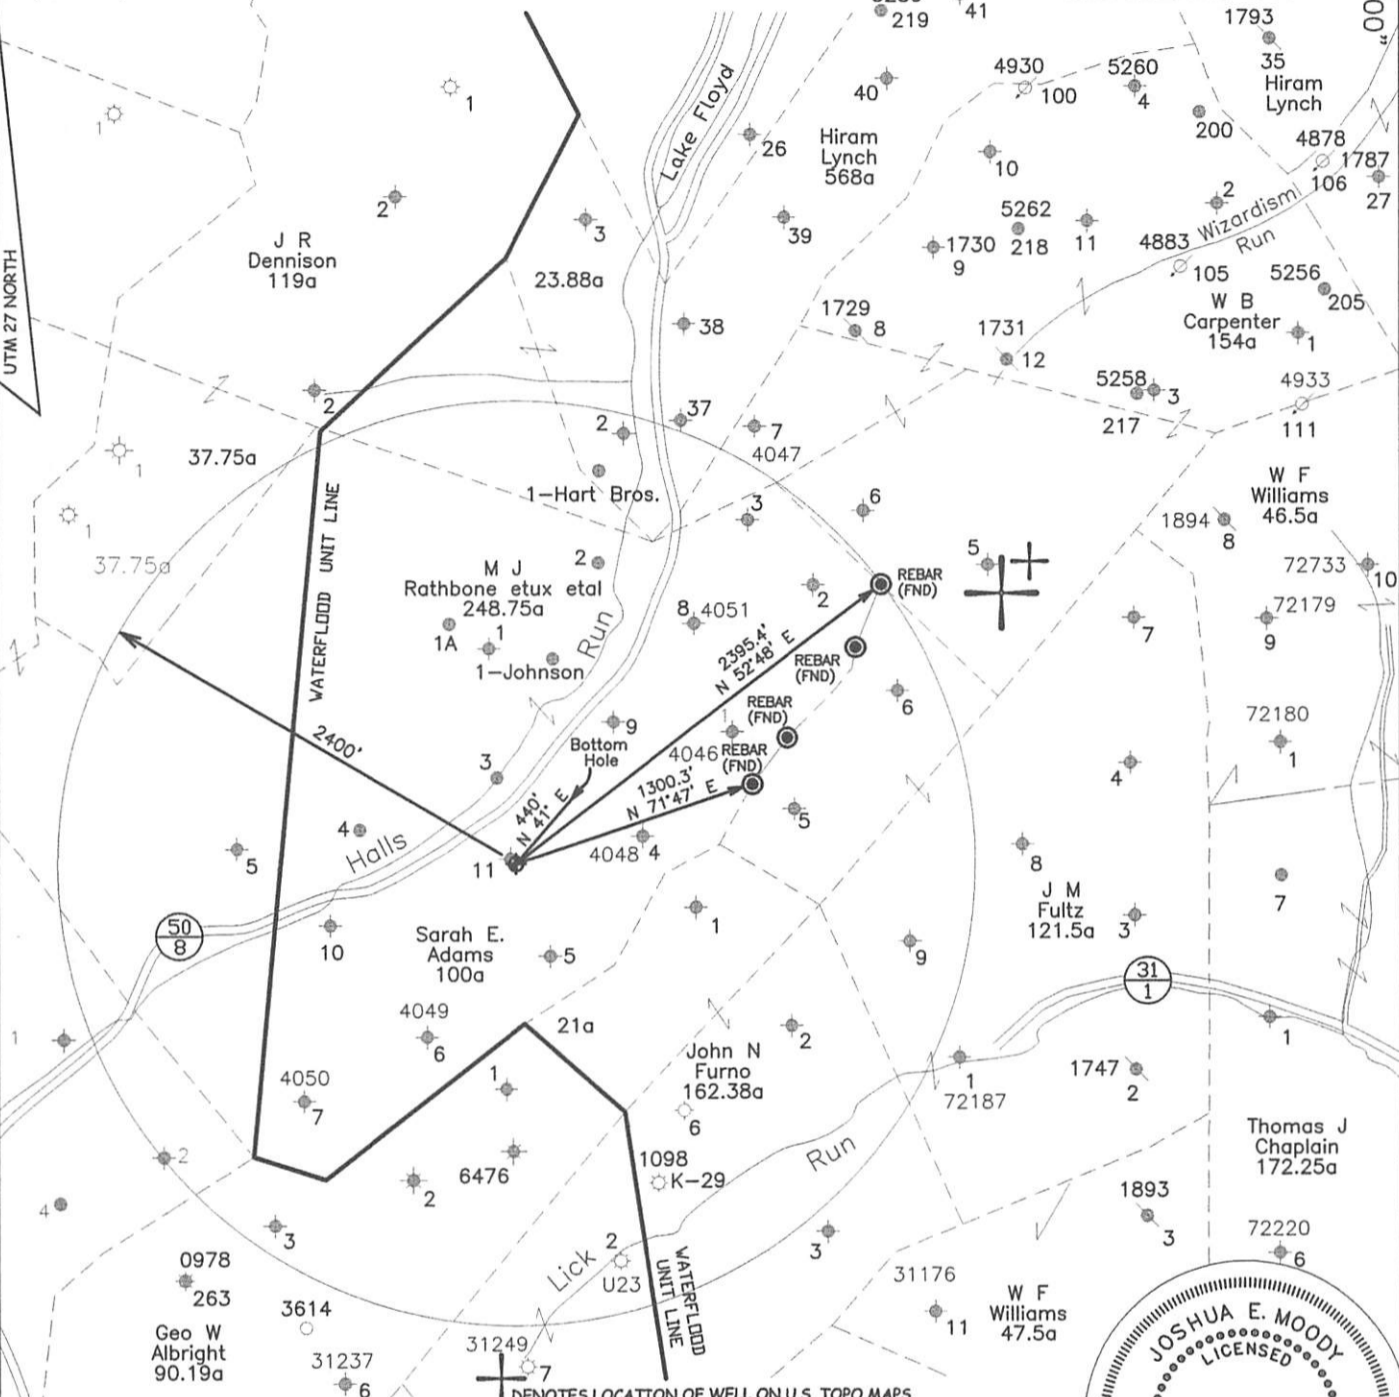 219
41
1793
00"
35
Hiram
Lynch
40
4930
100
5260
4
200
1
1
Lake Floyd
26
Hiram
Lynch
568a
10
4878
1787
106
27
2
3
39
5262
218
11
2
Wizardism
Run
1730
9
4883
105
5256
205
J R
Dennison
119a
23.88a
UTM 27 NORTH
38
1729
8
1731
12
W B
Carpenter
154a
1
2
5258
3
217
4933
111
37
2
7
4047
37.75a
1
1-Hart Bros.
W F
Williams
46.5a
1
3
6
1894
8
WATERFLOOD UNIT LINE
37.75a
M J
Rathbone etux etal
248.75a
2
5
72733
10
REBAR
(FND)
2
8 4051
1A
1
1-Johnson
Run
72179
9
7
2395.4'
N 52°48' E
REBAR
(FND)
6
REBAR
(FND)
1
9
Bottom
Hole
4046
REBAR
(FND)
72180
1
2400'
3
4
1300.3'
N 71°47' E
440'
N 41° E
5
4
Halls
5
11
4048 4
8
7
J M
Fultz
121.5a
3
50
8
10
Sarah E.
Adams
100a
5
1
9
31
1
4049
6
21a
1
2
John N
Furno
162.38a
1
1
72187
1747
2
4050
7
1
6
Thomas J
Chaplain
172.25a
2
6476
1098
K-29
Run
4
2
3
1893
3
72220
6
0978
263
Lick
2
U23
3
WATERFLOOD
UNIT LINE
31176
11
W F
Williams
47.5a
3614
Geo W
Albright
90.19a
31237
6
31249
7
JOSHUA E. MOODY
LICENSED
DENOTES LOCATION OF WELL ON U.S. TOPO MAPS